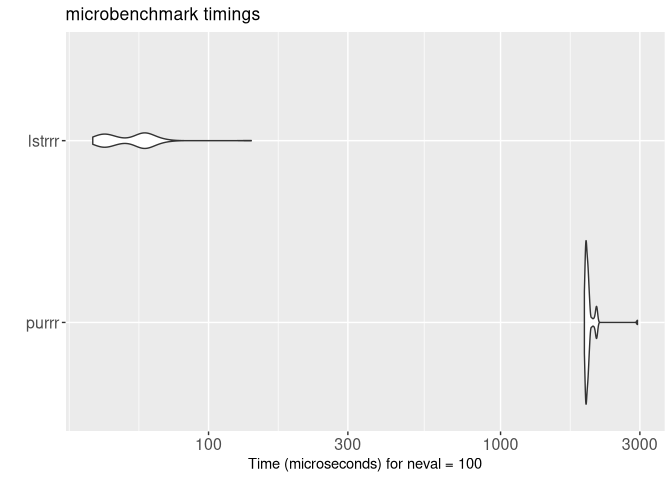 microbenchmark timings
lstrrr
purrr
100
300
1000
3000
Time (microseconds) for neval = 100